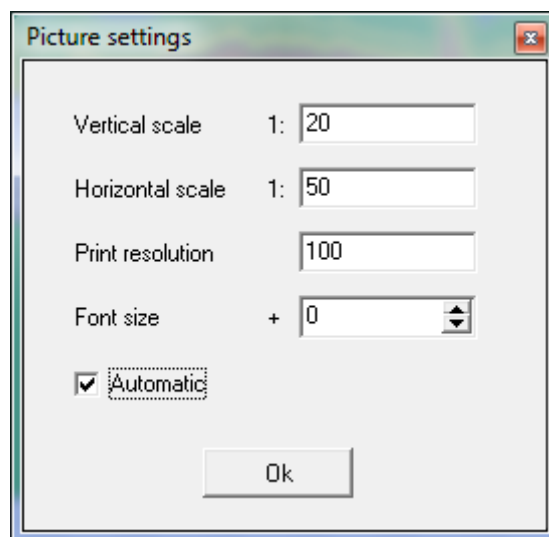 Picture settings
Vertical scale 1: 20
Horizontal scale 1: 50
Print resolution 100
Font size + 0
Automatic
Ok